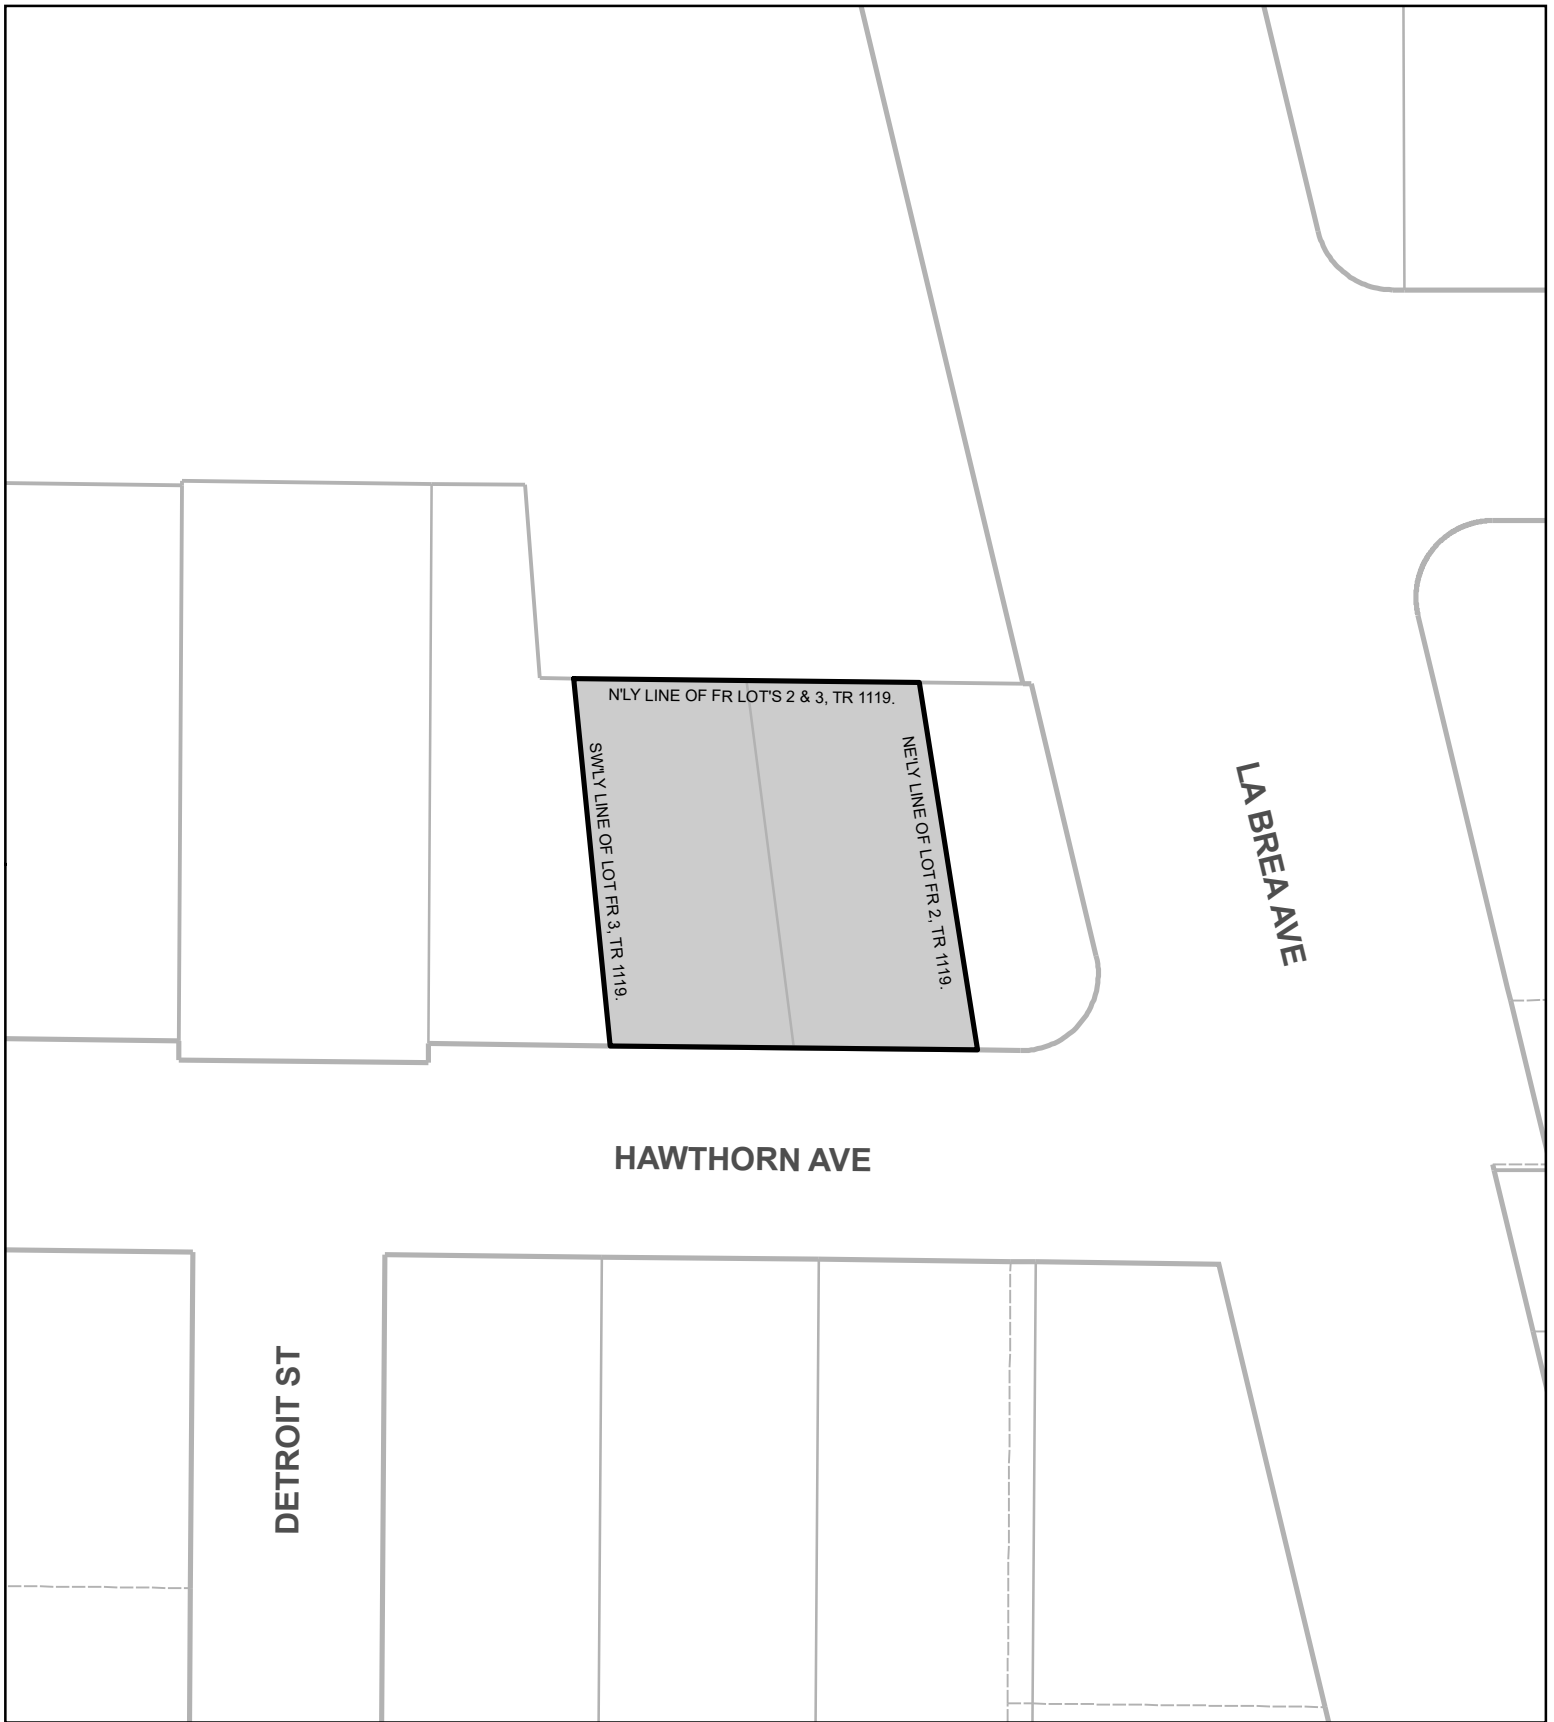 N'LY LINE OF FR LOT'S 2 & 3, TR 1119.
SW'LY LINE OF LOT FR 3, TR 1119.
NE'LY LINE OF LOT FR 2, TR 1119.
LA BREA AVE
HAWTHORN AVE
DETROIT ST